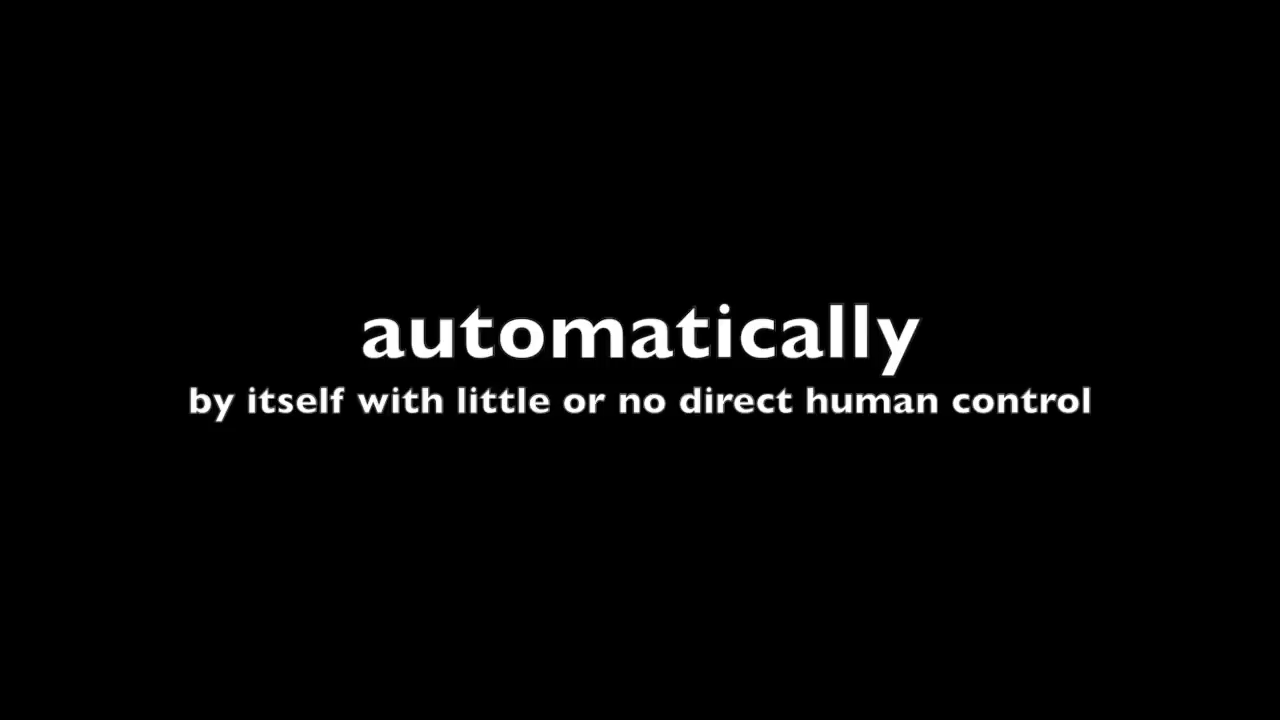 automatically
by itself with little or no direct human control